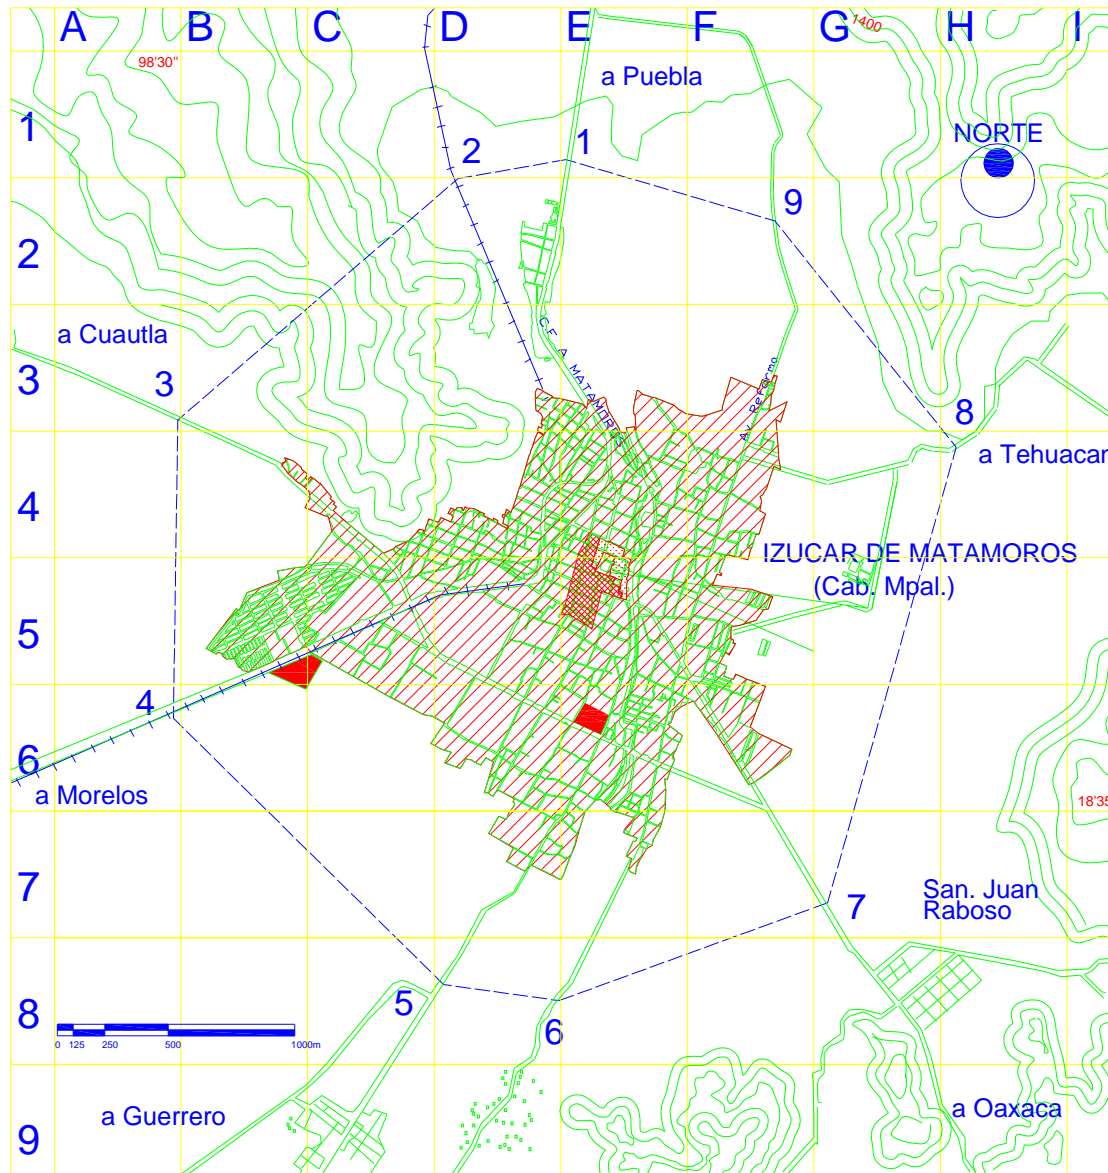 A B C D E F G H I
1400
98'30"
a Puebla
1
NORTE
2
1
9
2
a Cuautla
C.F. A MATAMOROS
3
3
Av. Reforma
8
a Tehuacan
4
IZUCAR DE MATAMOROS
(Cab. Mpal.)
5
4
6
a Morelos
18'35
7
San. Juan
Raboso
7
5
8
6
0 125 250 500 1000m
a Guerrero
a Oaxaca
9